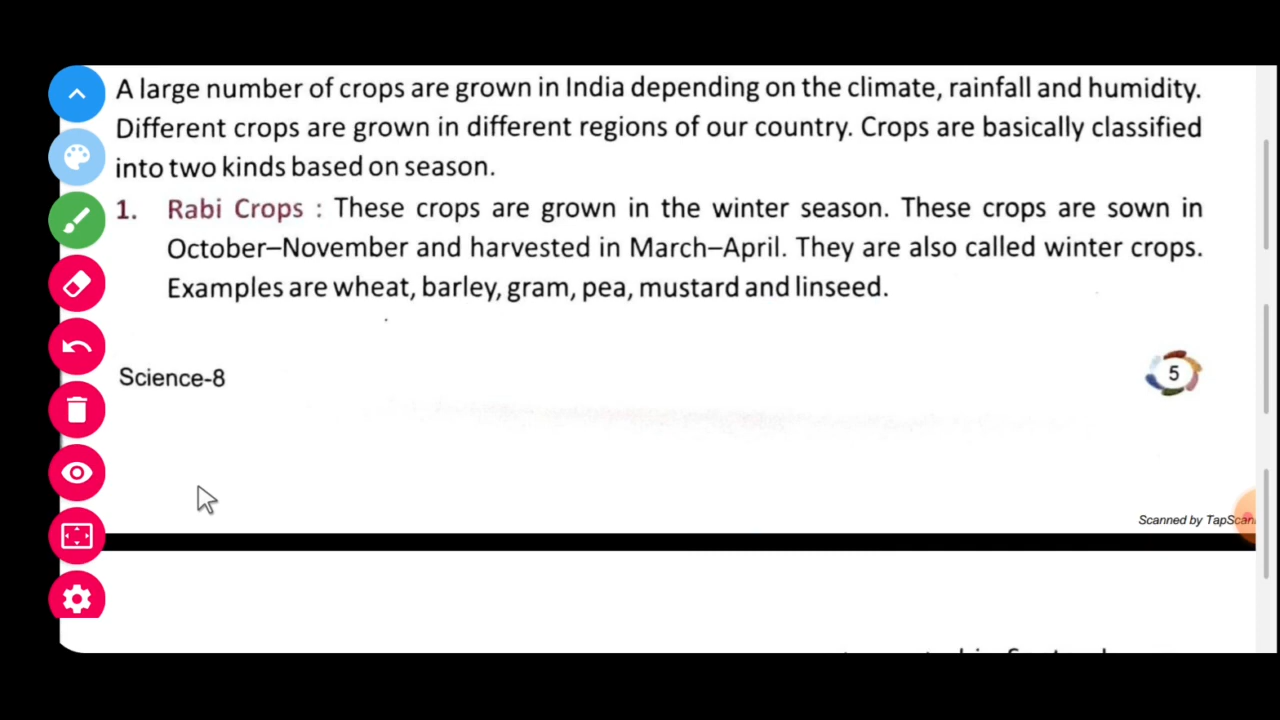 A large number of crops are grown in India depending on the climate, rainfall and humidity.
Different crops are grown in different regions of our country. Crops are basically classified
into two kinds based on season.
1. Rabi Crops : These crops are grown in the winter season. These crops are sown in
October–November and harvested in March–April. They are also called winter crops.
Examples are wheat, barley, gram, pea, mustard and linseed.
Science-8
5
Scanned by TapScan